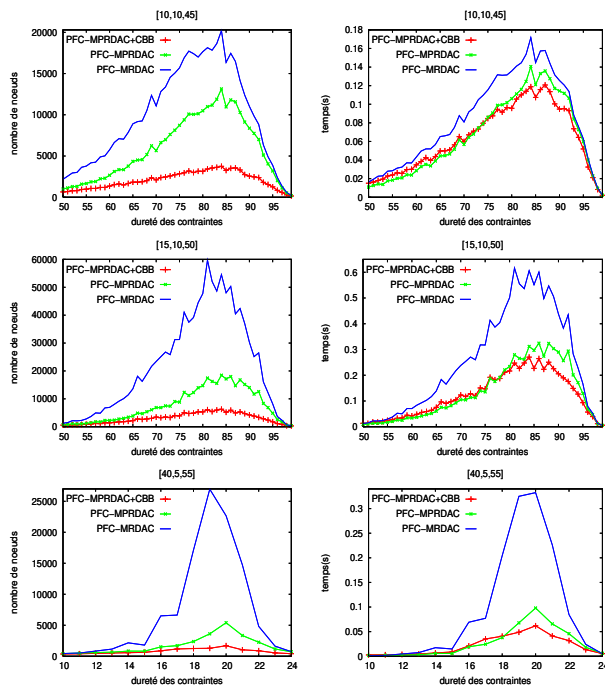 [10,10,45]
PFC-MPRDAC+CBB
PFC-MPRDAC
PFC-MRDAC
nombre de noeuds
20000
15000
10000
5000
0
50 55 60 65 70 75 80 85 90 95
dureté des contraintes
[10,10,45]
PFC-MPRDAC+CBB
PFC-MPRDAC
PFC-MRDAC
temps(s)
0.18
0.16
0.14
0.12
0.1
0.08
0.06
0.04
0.02
0
50 55 60 65 70 75 80 85 90 95
dureté des contraintes
[15,10,50]
PFC-MPRDAC+CBB
PFC-MPRDAC
PFC-MRDAC
nombre de noeuds
60000
50000
40000
30000
20000
10000
0
50 55 60 65 70 75 80 85 90 95
dureté des contraintes
[15,10,50]
PFC-MPRDAC+CBB
PFC-MPRDAC
PFC-MRDAC
temps(s)
0.6
0.5
0.4
0.3
0.2
0.1
0
50 55 60 65 70 75 80 85 90 95
dureté des contraintes
[40,5,55]
PFC-MPRDAC+CBB
PFC-MPRDAC
PFC-MRDAC
nombre de noeuds
25000
20000
15000
10000
5000
0
10 12 14 16 18 20 22 24
dureté des contraintes
[40,5,55]
PFC-MPRDAC+CBB
PFC-MPRDAC
PFC-MRDAC
temps(s)
0.3
0.25
0.2
0.15
0.1
0.05
0
10 12 14 16 18 20 22 24
dureté des contraintes